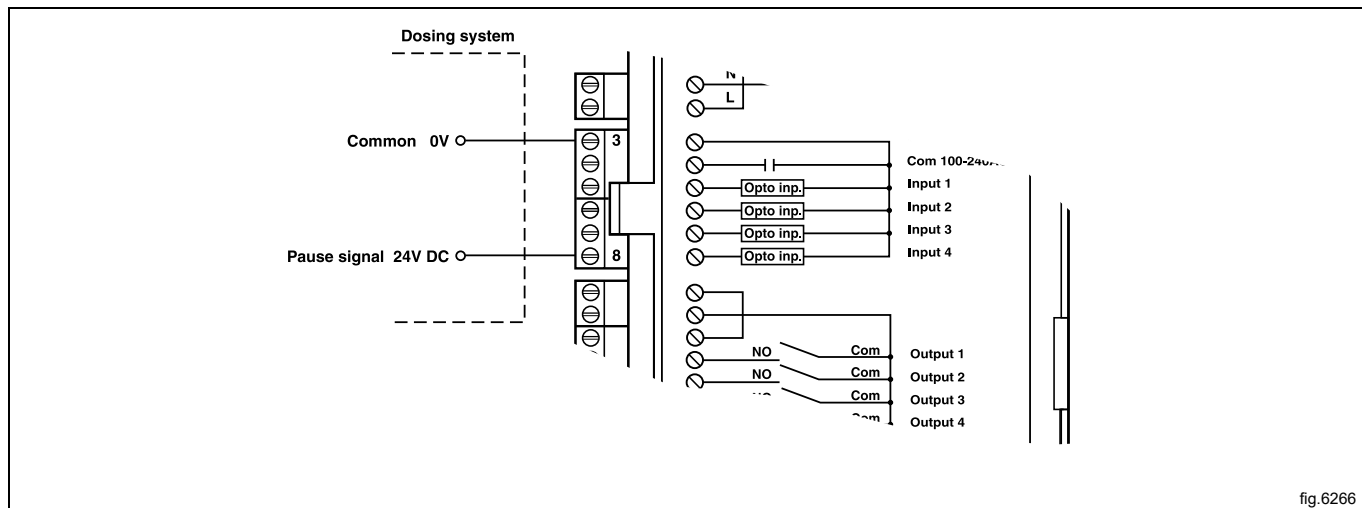 Dosing system
N
L
Common 0V
3
Com
Input 1
Opto inp.
Input 2
Opto inp.
Input 3
Opto inp.
Input 4
Opto inp.
Pause signal 24V DC
8
NO
Com
Output 1
NO
Com
Output 2
Com
Output 3
Com
Output 4
fig.6266